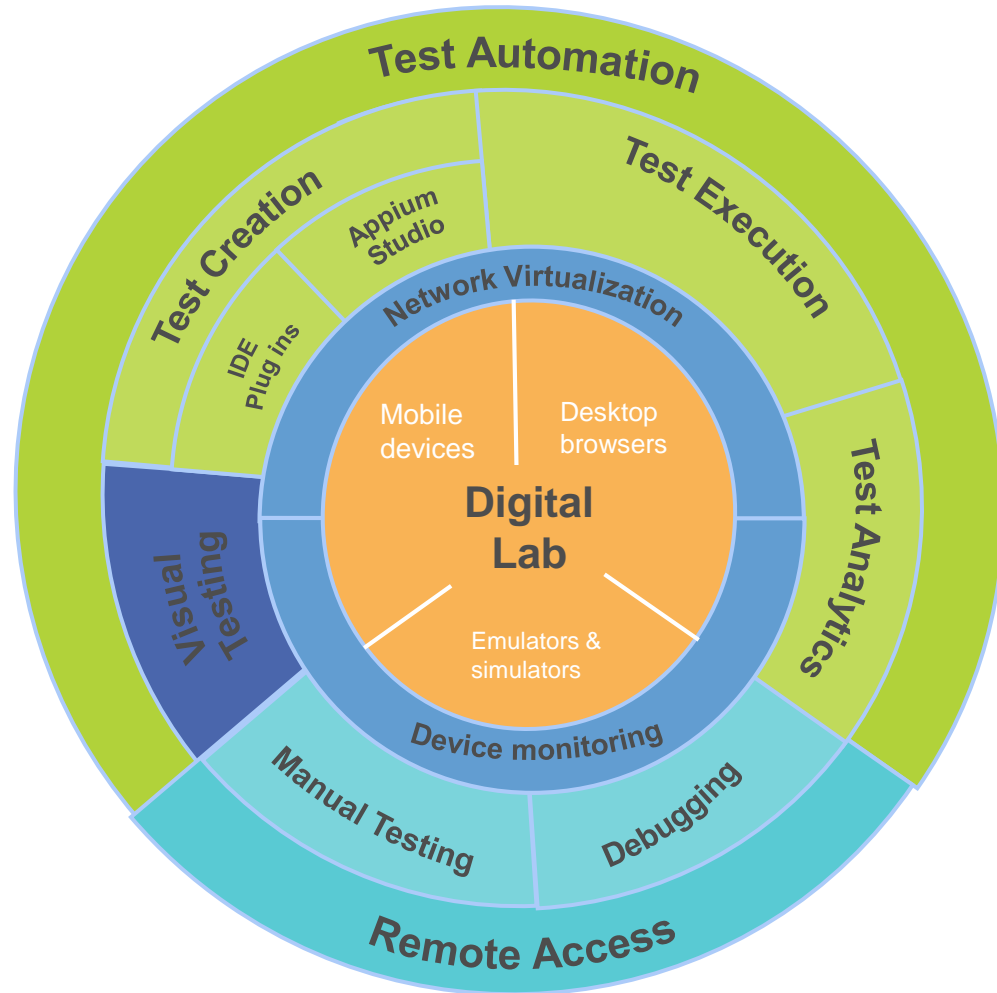 Test Automation
Test Creation
Appium
Studio
IDE
Plug ins
Test Execution
Test Analytics
Visual
Testing
Network Virtualization
Mobile
devices
Desktop
browsers
Digital
Lab
Emulators &
simulators
Device monitoring
Manual Testing
Debugging
Remote Access